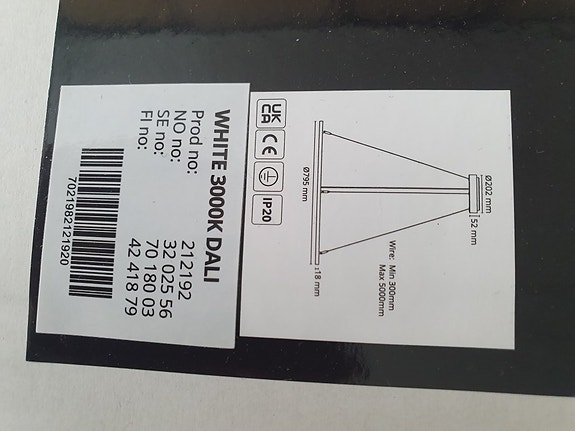 WHITE 3000K DALI
Prod no: 212192
NO no: 32 025 56
SE no: 70 180 03
FI no: 42 418 79
7021982121920
UK
CA
CE
IP20
Ø202 mm
52 mm
Wire: Min 300mm
Max 5000mm
Ø795 mm
↕18 mm